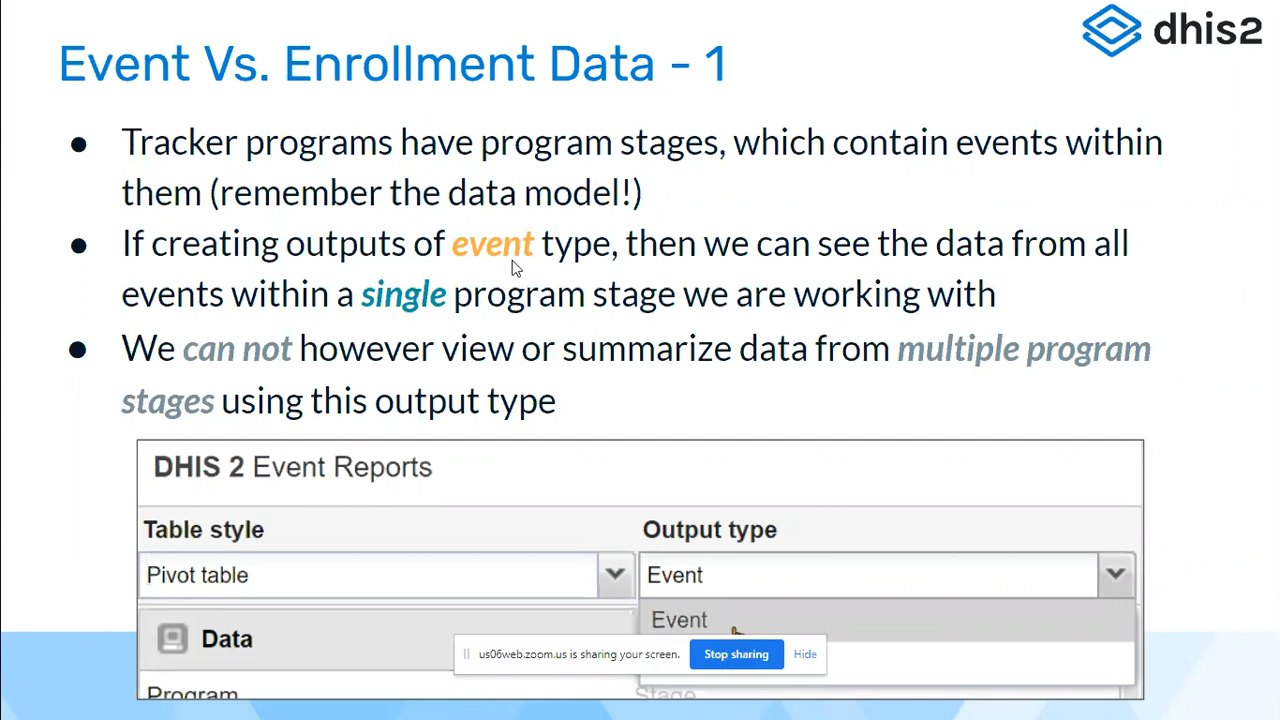 dhis2
Event Vs. Enrollment Data - 1
● Tracker programs have program stages, which contain events within
them (remember the data model!)
● If creating outputs of event type, then we can see the data from all
events within a single program stage we are working with
● We can not however view or summarize data from multiple program
stages using this output type
DHIS 2 Event Reports
Table style
Output type
Pivot table
Event
Event
Data
us06web.zoom.us is sharing your screen.
Stop sharing
Hide
Program
Stage